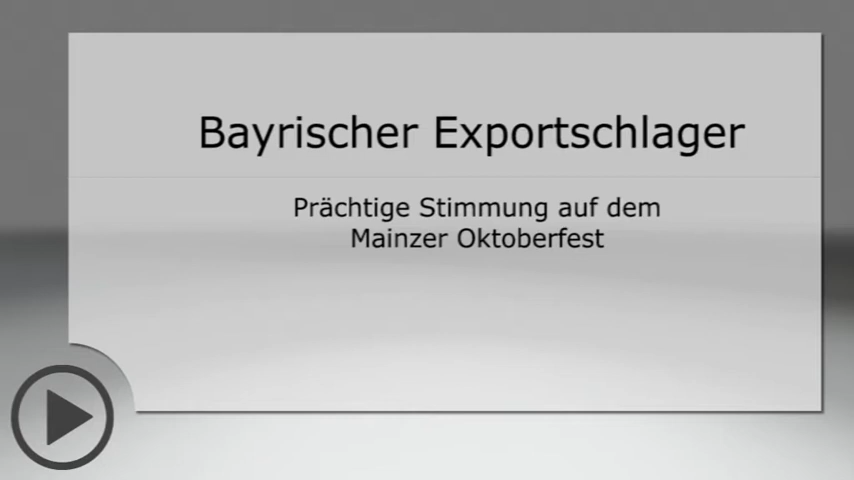 Bayrischer Exportschlager
Prächtige Stimmung auf dem
Mainzer Oktoberfest